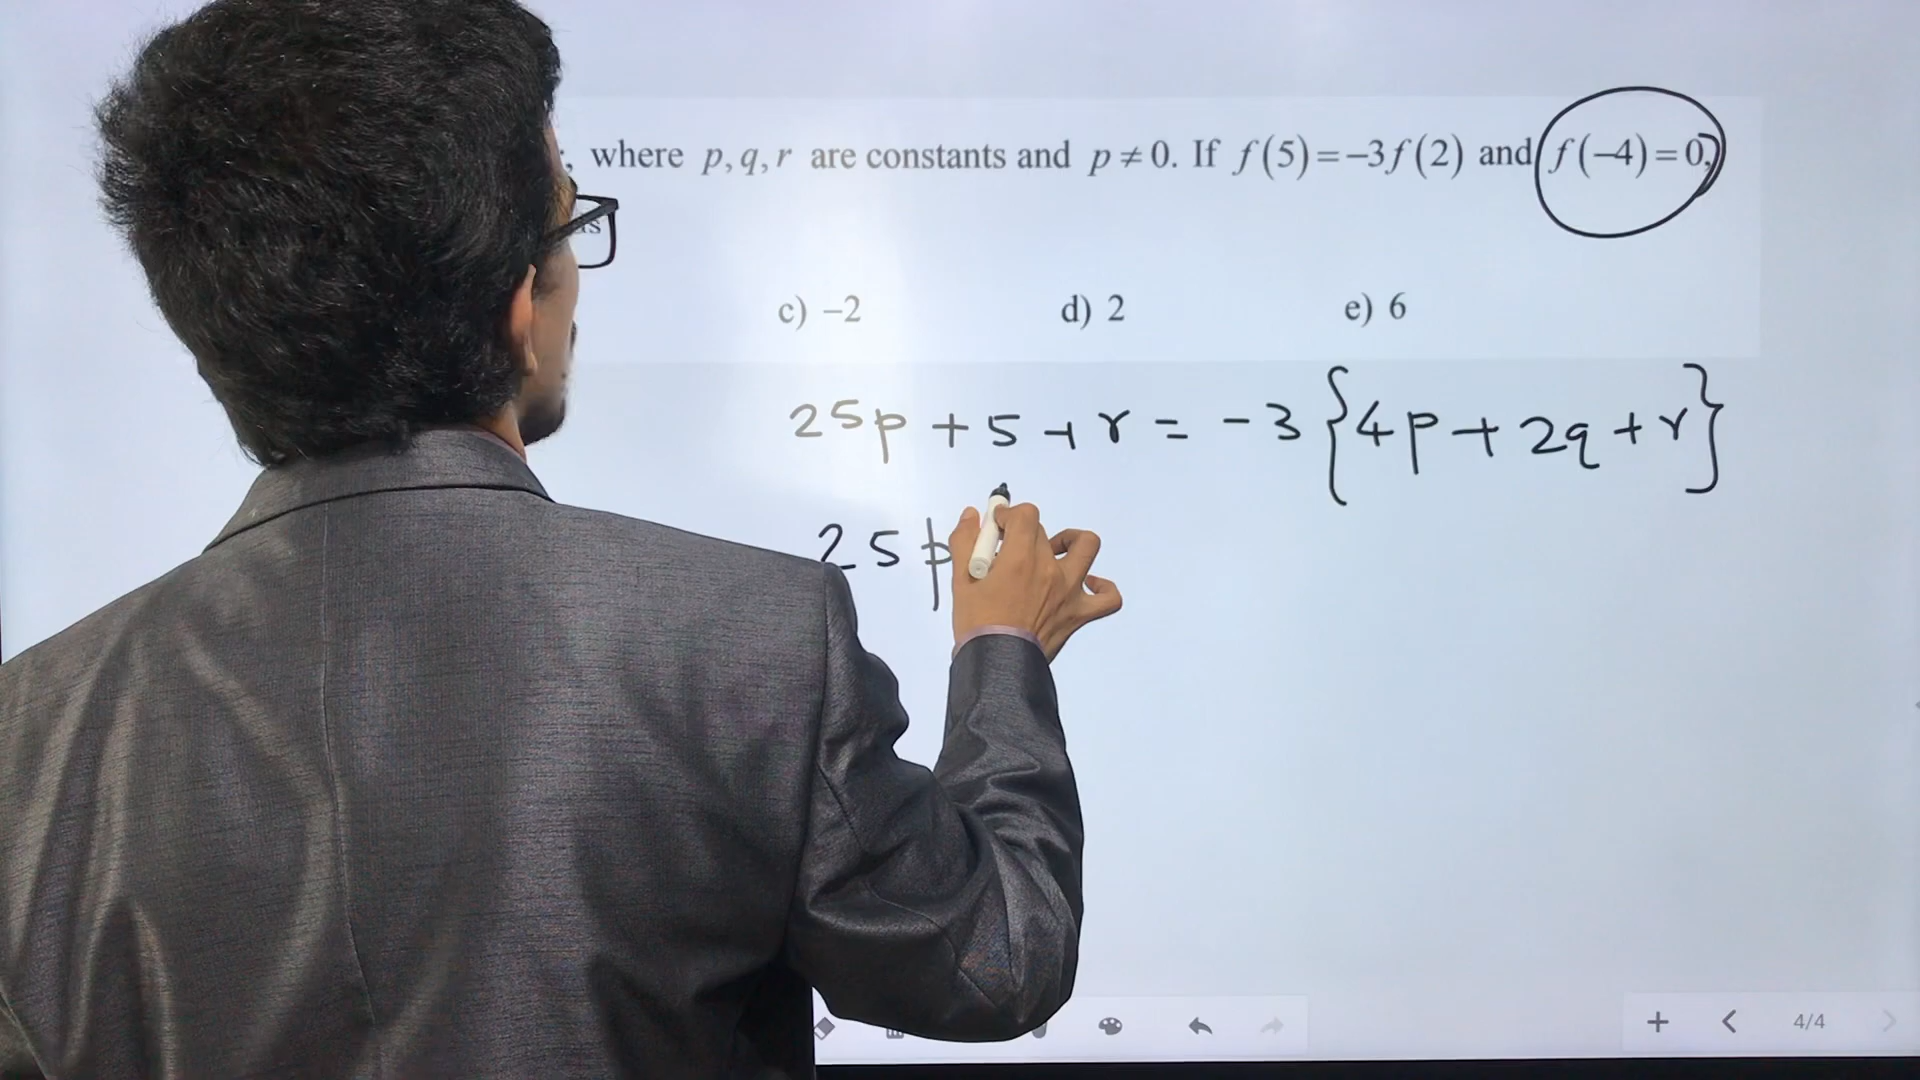 , where p, q, r are constants and p ≠ 0. If f(5) = −3f(2) and f(−4) = 0,
c) −2 d) 2 e) 6
25p + 5 + r = -3 {4p + 2q + r}
25p
4/4